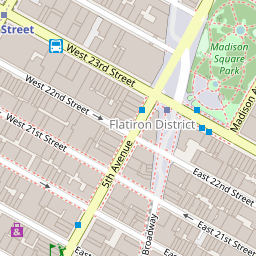 Madison
Square
Park
Street
West 23rd Street
West 22nd Street
Madison Av
Flatiron District
West 21st Street
5th Avenue
East 22nd Street
East 21st Street
Broadway